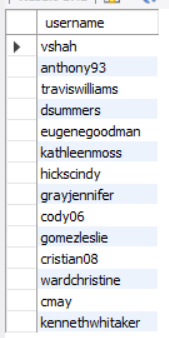 username
vshah
anthony93
traviswilliams
dsummers
eugenegoodman
kathleenmoss
hickscindy
grayjennifer
cody06
gomezleslie
cristian08
wardchristine
cmay
kennethwhitaker